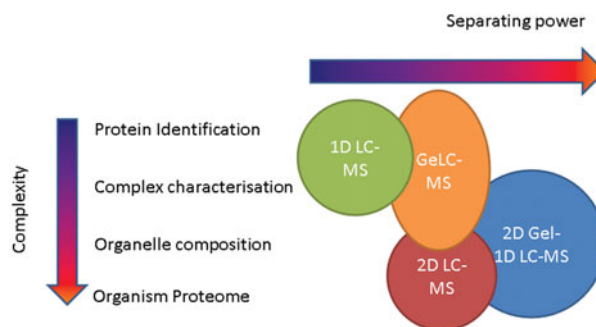 Separating power
Complexity
Protein Identification
Complex characterisation
Organelle composition
Organism Proteome
1D LC-
MS
GeLC-
MS
2D Gel-
1D LC-MS
2D LC-
MS